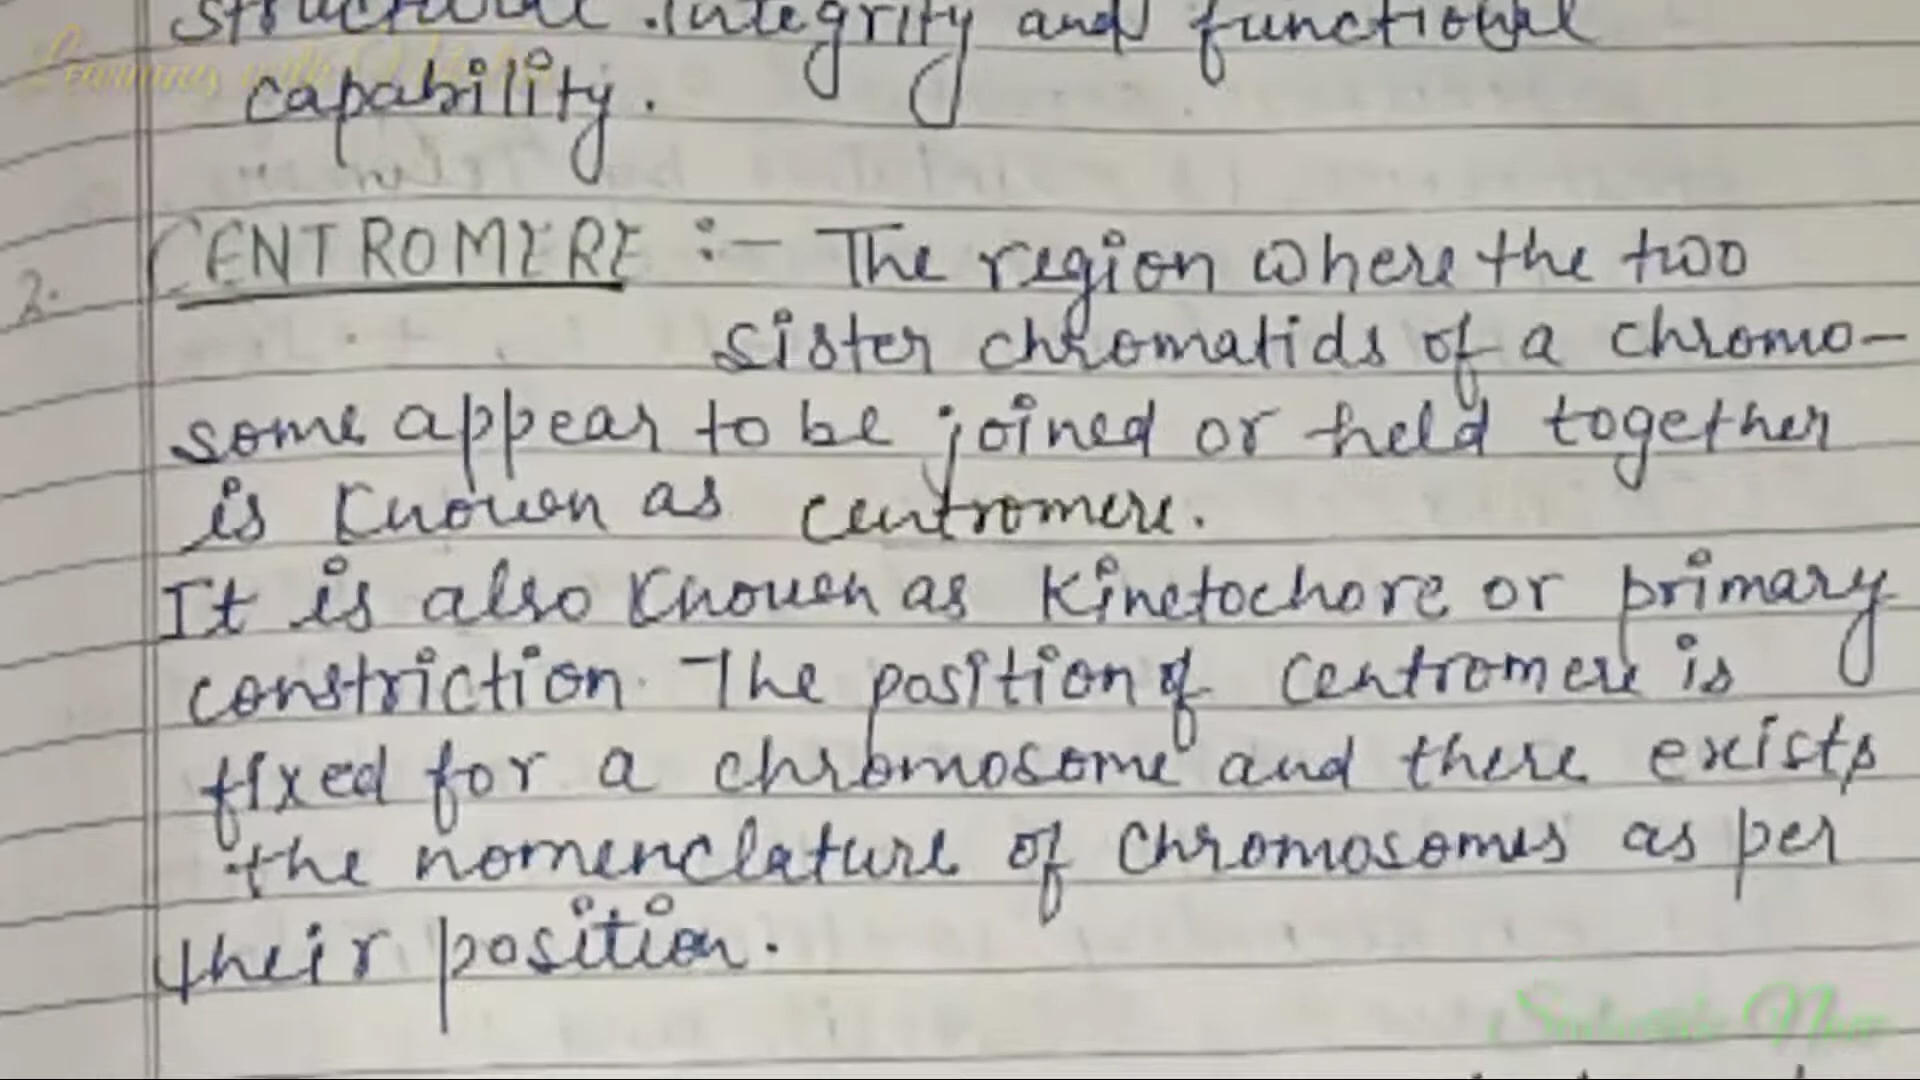 structural integrity and functional
capability.
2. CENTROMERE :- The region where the two
sister chromatids of a chromo-
some appear to be joined or held together
is known as centromere.
It is also known as Kinetochore or primary
constriction. The position of centromere is
fixed for a chromosome and there exists
the nomenclature of chromosomes as per
their position.